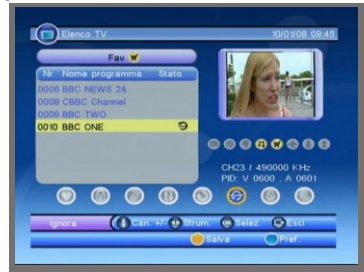 Elenco TV 10/01/08 09:45
Fav
Nr Nome programma Stato
0006 BBC NEWS 24
0008 CBBC Channel
0009 BBC TWO
0010 BBC ONE
CH23 / 490000 KHz
PID: V 0600 , A 0601
Ignora Can. +/- Strum. Selez. Esci
Salva Pref.